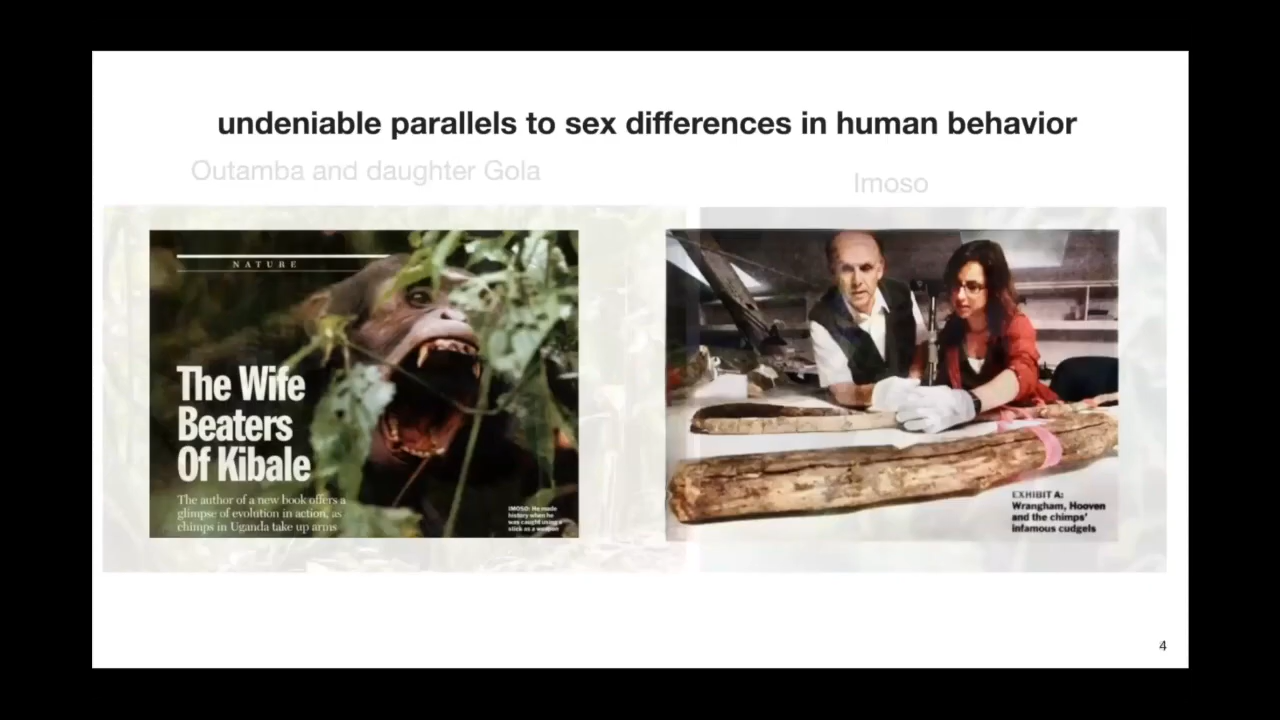 undeniable parallels to sex differences in human behavior
Outamba and daughter Gola
Imoso
NATURE
The Wife
Beaters
Of Kibale
The author of a new book offers a
glimpse of evolution in action, as
chimps in Uganda take up arms
IMOSO: He made
history when he
was caught using a
stick as a weapon
EXHIBIT A:
Wrangham, Hooven
and the chimps'
infamous cudgels
4